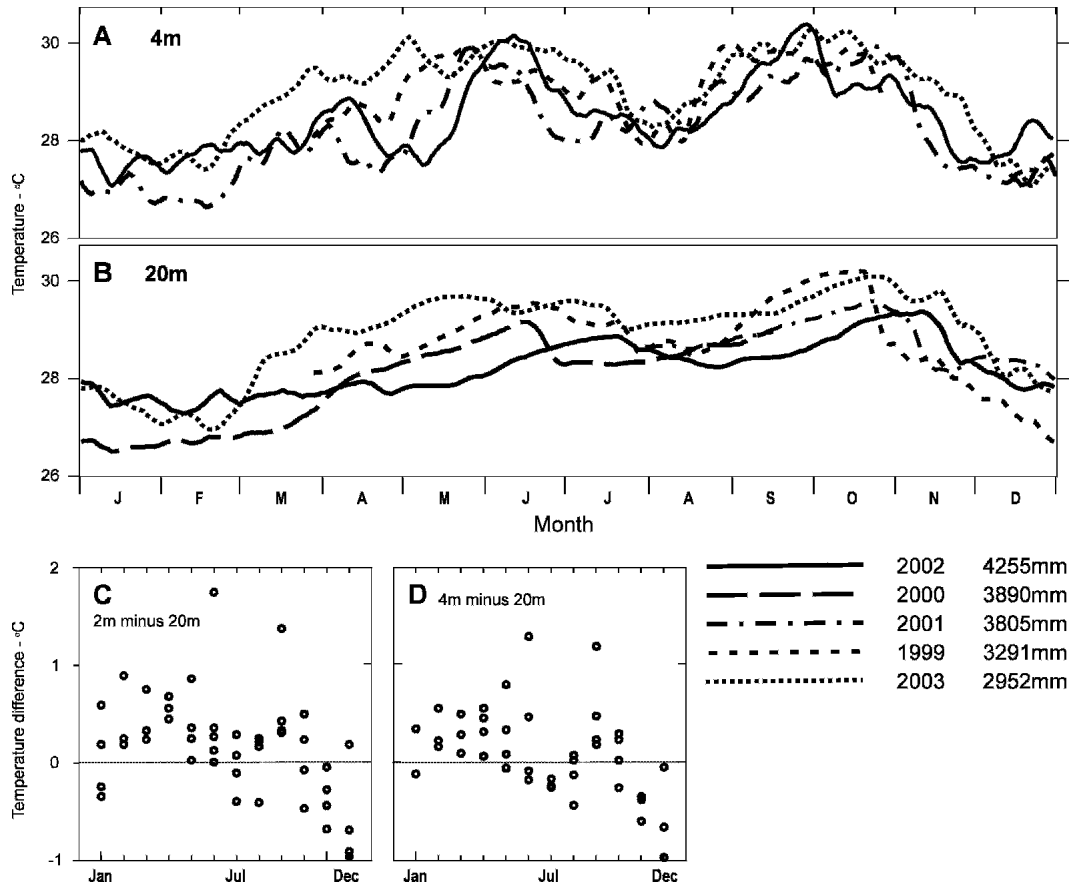 A 4m
30
28
26
Temperature - °C
B 20m
30
28
26
J F M A M J J A S O N D
Month
2
1
0
-1
Temperature difference - °C
C
2m minus 20m
Jan Jul Dec
D 4m minus 20m
Jan Jul Dec
2002 4255mm
2000 3890mm
2001 3805mm
1999 3291mm
2003 2952mm